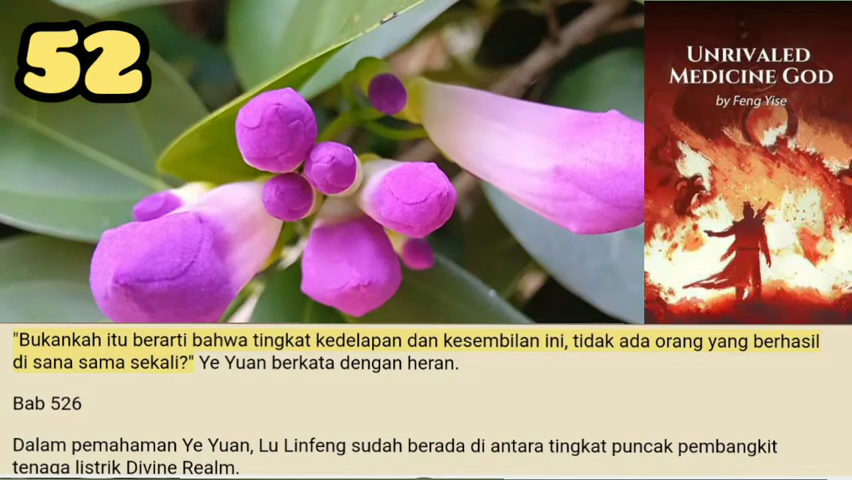 52
UNRIVALED
MEDICINE GOD
by Feng Yise
"Bukankah itu berarti bahwa tingkat kedelapan dan kesembilan ini, tidak ada orang yang berhasil
di sana sama sekali?" Ye Yuan berkata dengan heran.
Bab 526
Dalam pemahaman Ye Yuan, Lu Linfeng sudah berada di antara tingkat puncak pembangkit
tenaga listrik Divine Realm.